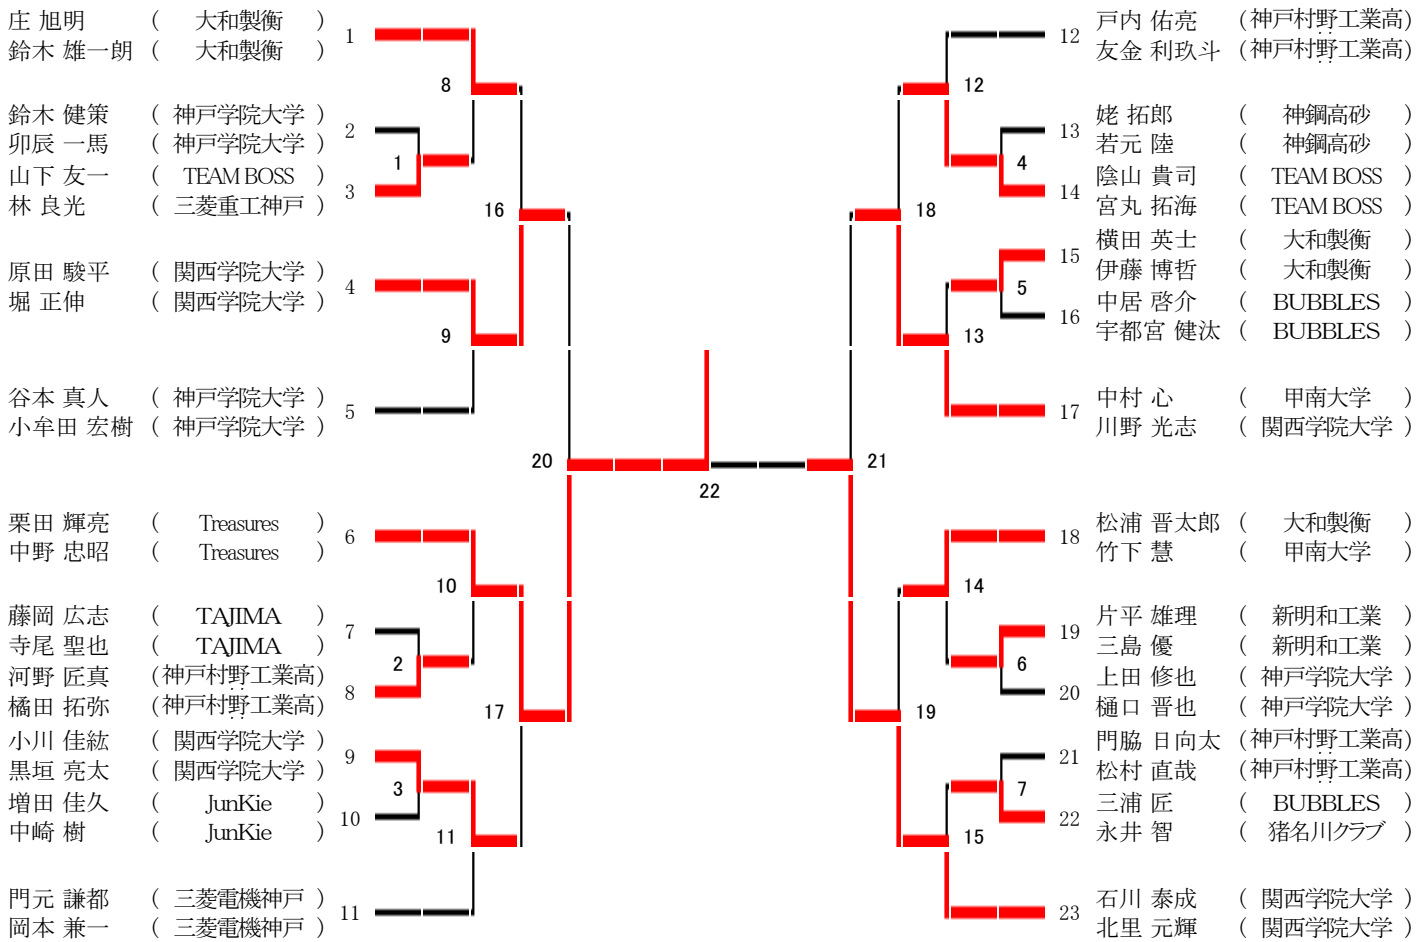 庄 旭明 ( 大和製衡 )
鈴木 雄一朗 ( 大和製衡 )
1
鈴木 健策 ( 神戸学院大学 )
2
卯辰 一馬 ( 神戸学院大学 )
山下 友一 ( TEAM BOSS )
3
林 良光 ( 三菱重工神戸 )
原田 駿平 ( 関西学院大学 )
4
堀 正伸 ( 関西学院大学 )
谷本 真人 ( 神戸学院大学 )
5
小牟田 宏樹 ( 神戸学院大学 )
栗田 輝亮 ( Treasures )
6
中野 忠昭 ( Treasures )
藤岡 広志 ( TAJIMA )
7
寺尾 聖也 ( TAJIMA )
河野 匠真 (神戸村野工業高)
8
橘田 拓弥 (神戸村野工業高)
小川 佳紘 ( 関西学院大学 )
9
黒垣 亮太 ( 関西学院大学 )
増田 佳久 ( JunKie )
10
中崎 樹 ( JunKie )
門元 謙都 ( 三菱電機神戸 )
11
岡本 兼一 ( 三菱電機神戸 )
8
1
16
9
20
10
2
17
3
11
22
12
4
18
5
13
21
14
6
19
7
15
戸内 佑亮 (神戸村野工業高)
12
友金 利玖斗 (神戸村野工業高)
姥 拓郎 ( 神鋼高砂 )
13
若元 陸 ( 神鋼高砂 )
陰山 貴司 ( TEAM BOSS )
14
宮丸 拓海 ( TEAM BOSS )
横田 英士 ( 大和製衡 )
15
伊藤 博哲 ( 大和製衡 )
中居 啓介 ( BUBBLES )
16
宇都宮 健汰 ( BUBBLES )
中村 心 ( 甲南大学 )
17
川野 光志 ( 関西学院大学 )
松浦 晋太郎 ( 大和製衡 )
18
竹下 慧 ( 甲南大学 )
片平 雄理 ( 新明和工業 )
19
三島 優 ( 新明和工業 )
上田 修也 ( 神戸学院大学 )
20
樋口 晋也 ( 神戸学院大学 )
門脇 日向太 (神戸村野工業高)
21
松村 直哉 (神戸村野工業高)
三浦 匠 ( BUBBLES )
22
永井 智 ( 猪名川クラブ )
石川 泰成 ( 関西学院大学 )
23
北里 元輝 ( 関西学院大学 )